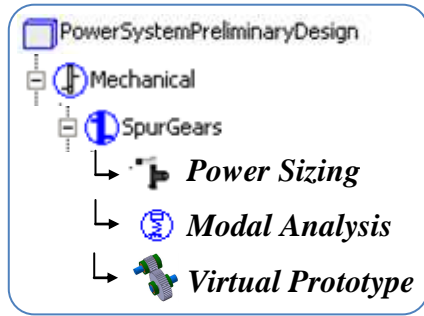 PowerSystemPreliminaryDesign
Mechanical
SpurGears
Power Sizing
Modal Analysis
Virtual Prototype